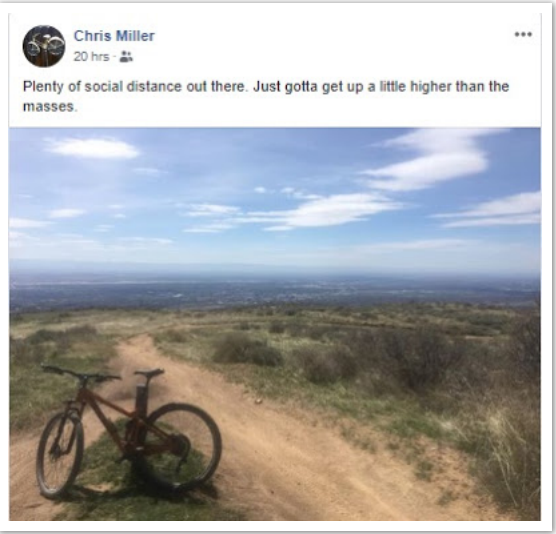 Chris Miller
20 hrs ·
Plenty of social distance out there. Just gotta get up a little higher than the
masses.